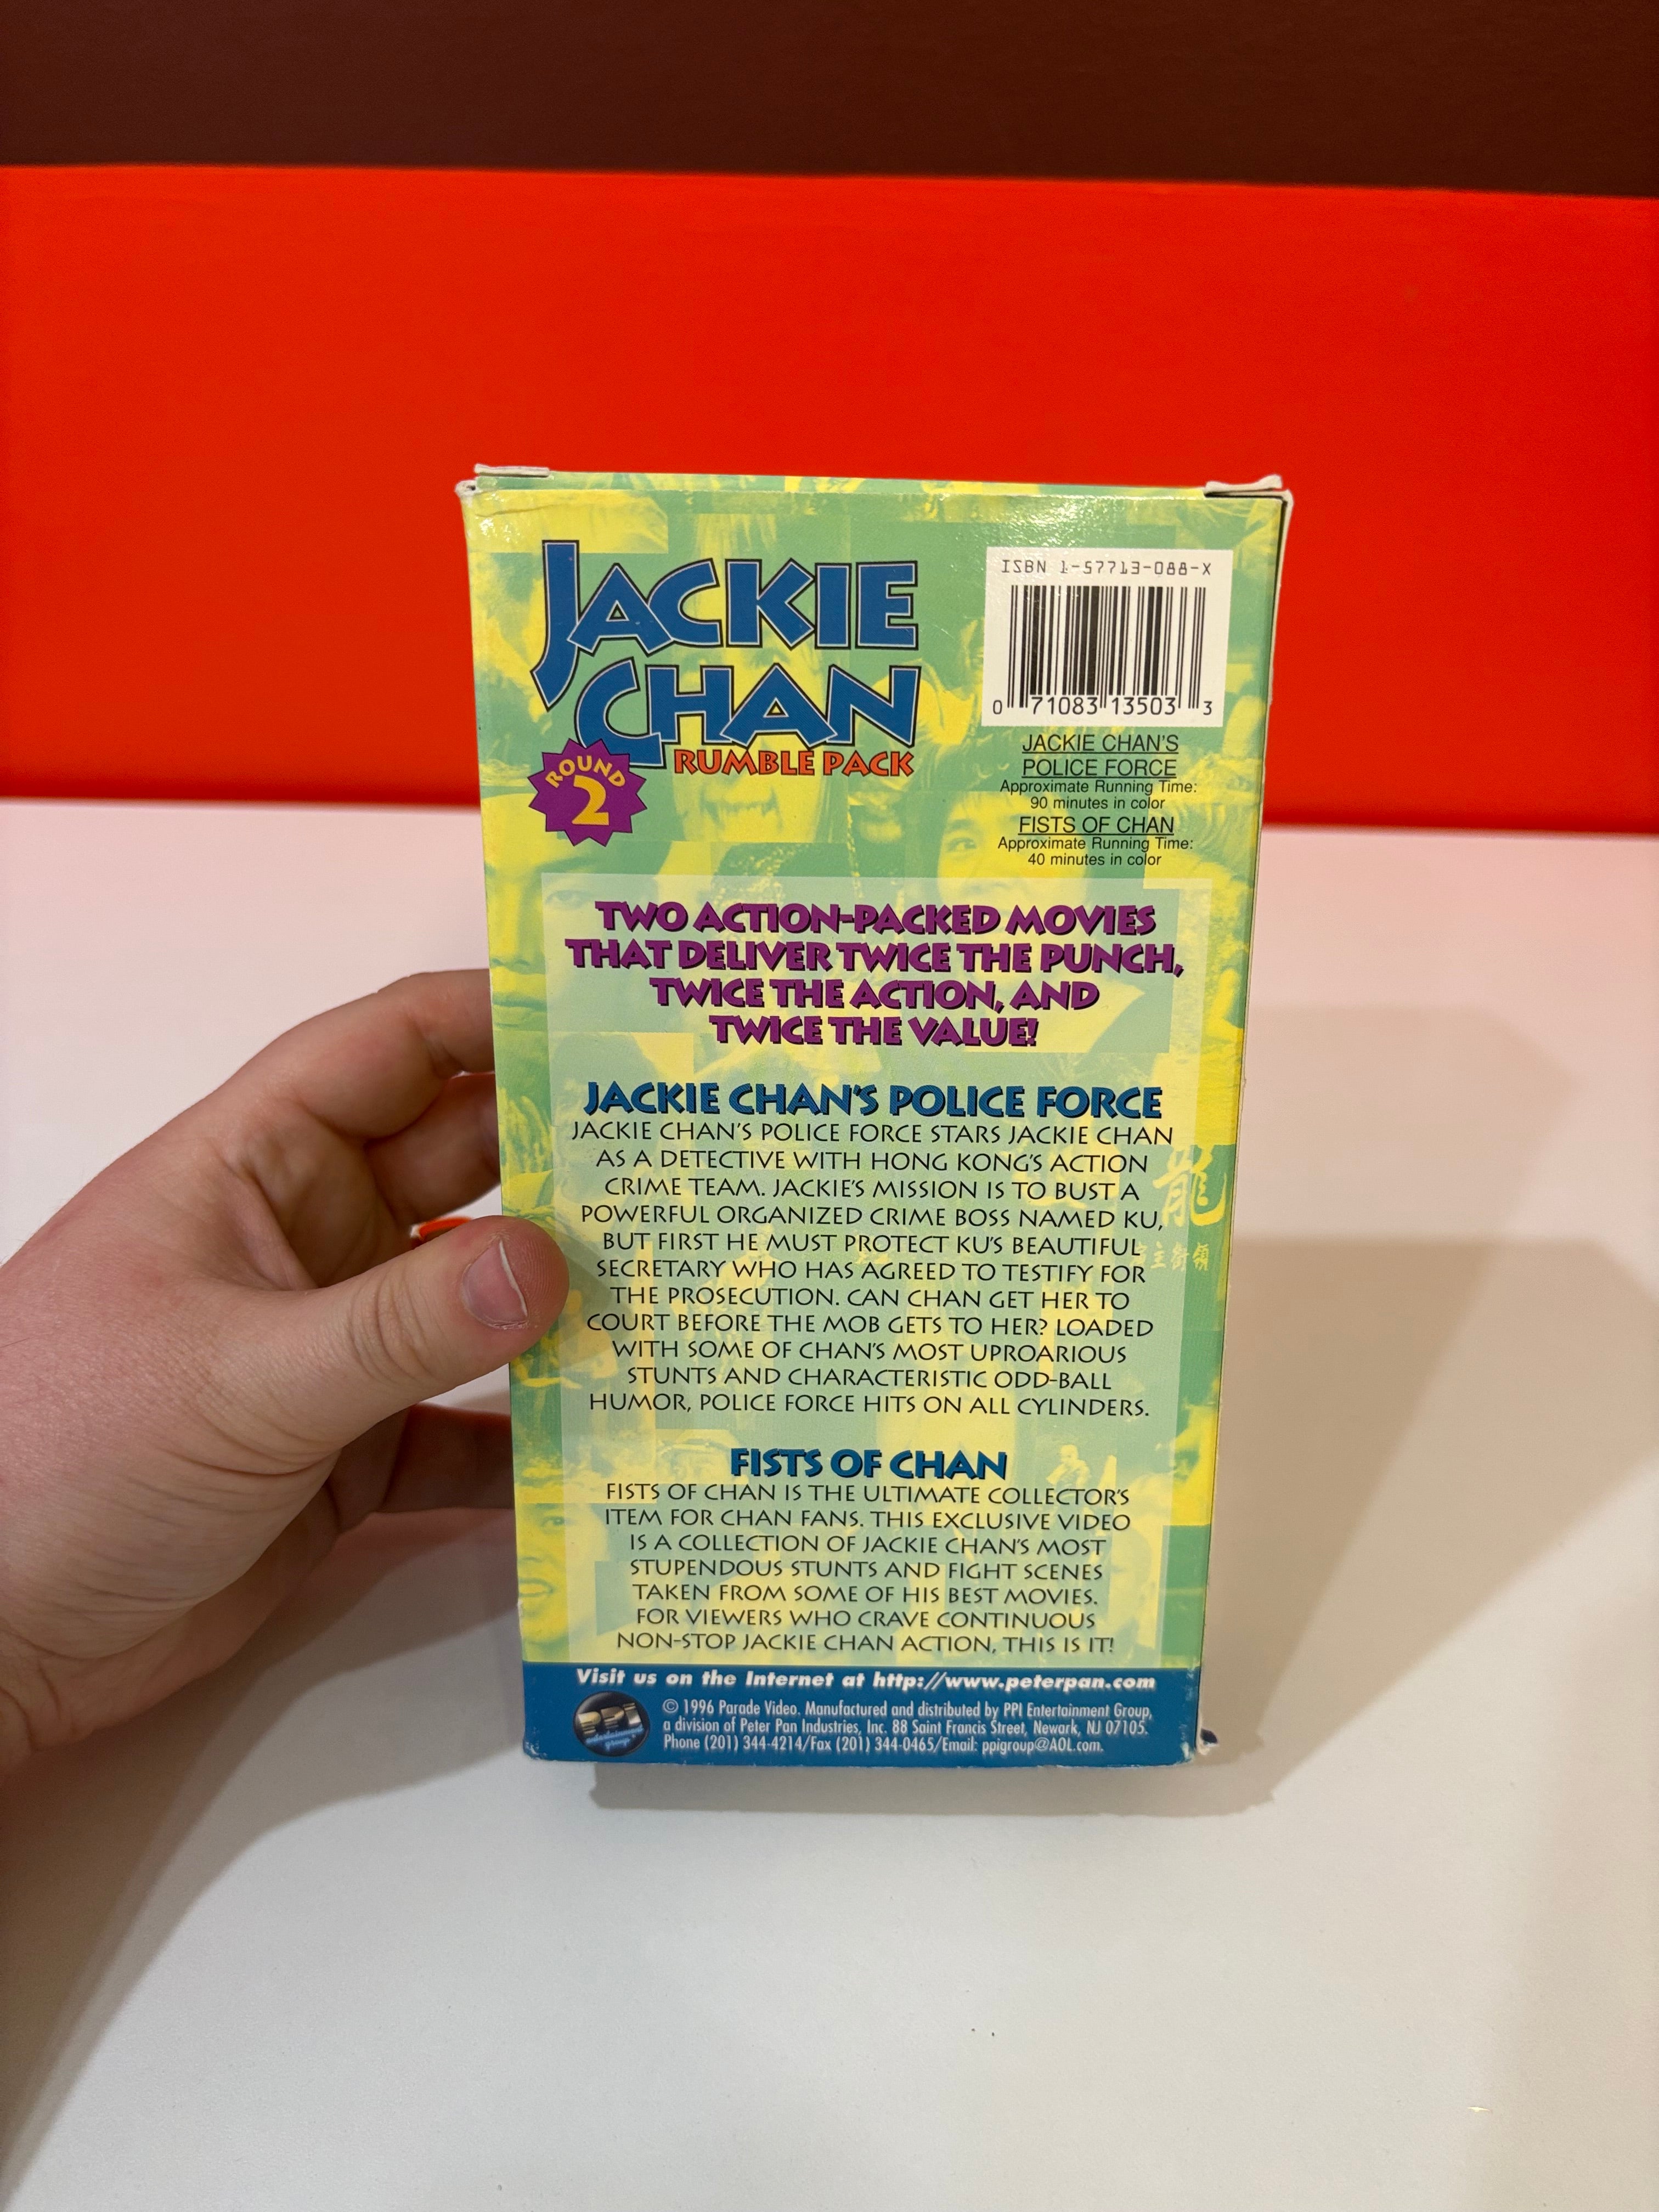 JACKIE
CHAN
RUMBLE PACK
ROUND
2
ISBN 1-57713-088-X
0 71083 13503 3
JACKIE CHAN'S
POLICE FORCE
Approximate Running Time:
90 minutes in color
FISTS OF CHAN
Approximate Running Time:
40 minutes in color
TWO ACTION-PACKED MOVIES
THAT DELIVER TWICE THE PUNCH,
TWICE THE ACTION, AND
TWICE THE VALUE!
JACKIE CHAN'S POLICE FORCE
JACKIE CHAN'S POLICE FORCE STARS JACKIE CHAN
AS A DETECTIVE WITH HONG KONG'S ACTION
CRIME TEAM. JACKIE'S MISSION IS TO BUST A
POWERFUL ORGANIZED CRIME BOSS NAMED KU,
BUT FIRST HE MUST PROTECT KU'S BEAUTIFUL
SECRETARY WHO HAS AGREED TO TESTIFY FOR
THE PROSECUTION. CAN CHAN GET HER TO
COURT BEFORE THE MOB GETS TO HER? LOADED
WITH SOME OF CHAN'S MOST UPROARIOUS
STUNTS AND CHARACTERISTIC ODD-BALL
HUMOR, POLICE FORCE HITS ON ALL CYLINDERS.
龍
主銜領
FISTS OF CHAN
FISTS OF CHAN IS THE ULTIMATE COLLECTOR'S
ITEM FOR CHAN FANS. THIS EXCLUSIVE VIDEO
IS A COLLECTION OF JACKIE CHAN'S MOST
STUPENDOUS STUNTS AND FIGHT SCENES
TAKEN FROM SOME OF HIS BEST MOVIES.
FOR VIEWERS WHO CRAVE CONTINUOUS
NON-STOP JACKIE CHAN ACTION, THIS IS IT!
Visit us on the Internet at http://www.peterpan.com
PPI
entertainment
group
© 1996 Parade Video. Manufactured and distributed by PPI Entertainment Group,
a division of Peter Pan Industries, Inc. 88 Saint Francis Street, Newark, NJ 07105.
Phone (201) 344-4214/Fax (201) 344-0465/Email: ppigroup@AOL.com.